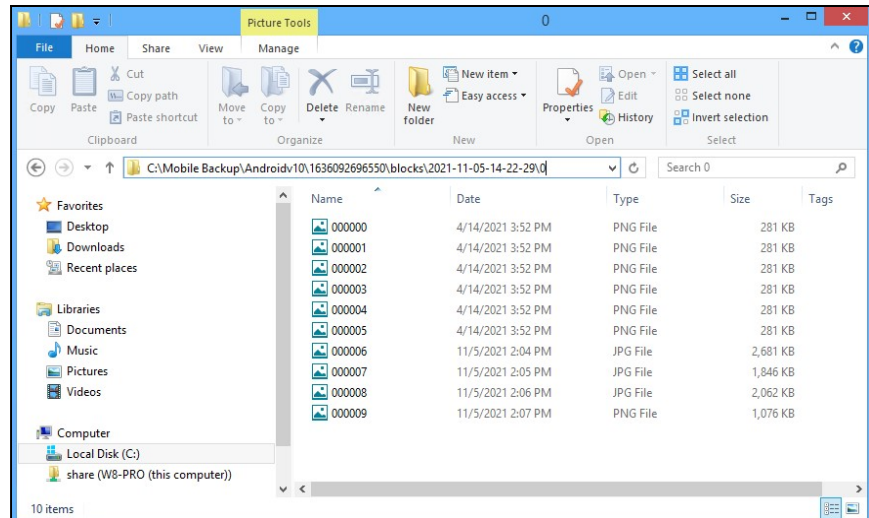 Picture Tools
0
File Home Share View Manage
Copy
Paste
Cut
Copy path
Paste shortcut
Clipboard
Move to
Copy to
Delete
Rename
Organize
New folder
New item
Easy access
New
Properties
Open
Edit
History
Open
Select all
Select none
Invert selection
Select
C:\Mobile Backup\Androidv10\1636092696550\blocks\2021-11-05-14-22-29\0
Search 0
Favorites
Desktop
Downloads
Recent places
Libraries
Documents
Music
Pictures
Videos
Computer
Local Disk (C:)
share (W8-PRO (this computer))
Name Date Type Size Tags
000000 4/14/2021 3:52 PM PNG File 281 KB
000001 4/14/2021 3:52 PM PNG File 281 KB
000002 4/14/2021 3:52 PM PNG File 281 KB
000003 4/14/2021 3:52 PM PNG File 281 KB
000004 4/14/2021 3:52 PM PNG File 281 KB
000005 4/14/2021 3:52 PM PNG File 281 KB
000006 11/5/2021 2:04 PM JPG File 2,681 KB
000007 11/5/2021 2:05 PM JPG File 1,846 KB
000008 11/5/2021 2:06 PM JPG File 2,062 KB
000009 11/5/2021 2:07 PM PNG File 1,076 KB
10 items